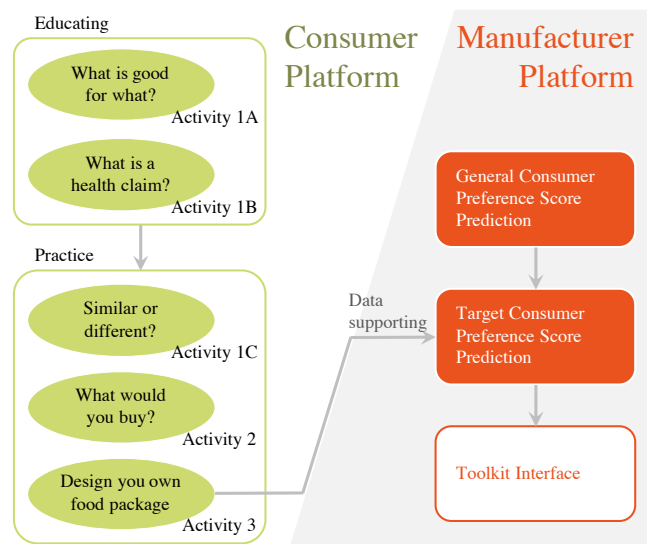 Educating
What is good
for what?
Activity 1A
What is a
health claim?
Activity 1B
Practice
Similar or
different?
Activity 1C
What would
you buy?
Activity 2
Design you own
food package
Activity 3
Consumer
Platform
Data
supporting
Manufacturer
Platform
General Consumer
Preference Score
Prediction
Target Consumer
Preference Score
Prediction
Toolkit Interface